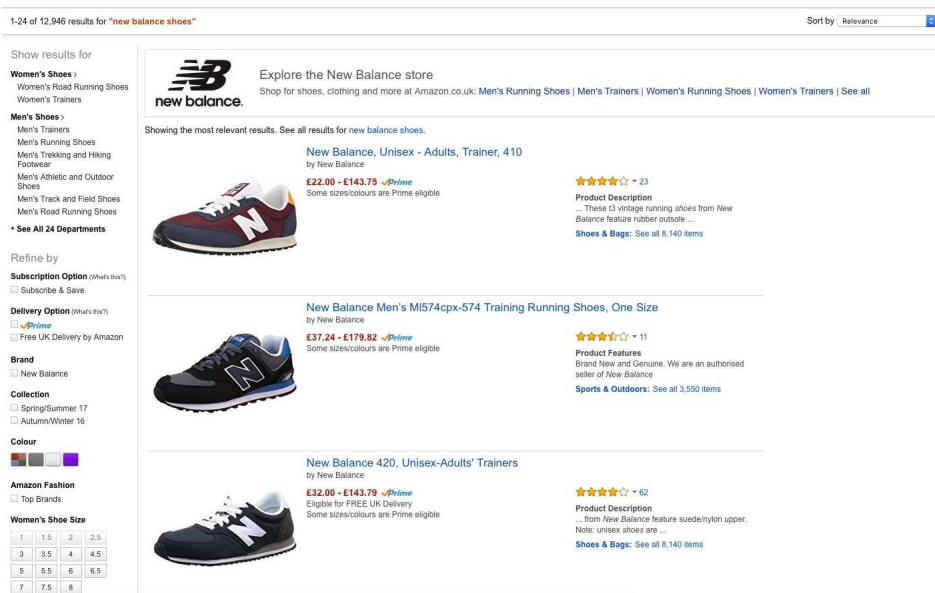 1-24 of 12,946 results for "new balance shoes"
Sort by Relevance
Show results for
Women's Shoes >
Women's Road Running Shoes
Women's Trainers
Men's Shoes >
Men's Trainers
Men's Running Shoes
Men's Trekking and Hiking
Footwear
Men's Athletic and Outdoor
Shoes
Men's Track and Field Shoes
Men's Road Running Shoes
+ See All 24 Departments
Refine by
Subscription Option (What's this?)
Subscribe & Save
Delivery Option (What's this?)
Prime
Free UK Delivery by Amazon
Brand
New Balance
Collection
Spring/Summer 17
Autumn/Winter 16
Colour
Amazon Fashion
Top Brands
Women's Shoe Size
1 1.5 2 2.5
3 3.5 4 4.5
5 5.5 6 6.5
7 7.5 8
NB
new balance.
Explore the New Balance store
Shop for shoes, clothing and more at Amazon.co.uk: Men's Running Shoes | Men's Trainers | Women's Running Shoes | Women's Trainers | See all
Showing the most relevant results. See all results for new balance shoes.
New Balance, Unisex - Adults, Trainer, 410
by New Balance
£22.00 - £143.75 Prime
Some sizes/colours are Prime eligible
23
Product Description
... These t3 vintage running shoes from New
Balance feature rubber outsole ...
Shoes & Bags: See all 8,140 items
New Balance Men's Ml574cpx-574 Training Running Shoes, One Size
by New Balance
£37.24 - £179.82 Prime
Some sizes/colours are Prime eligible
11
Product Features
Brand New and Genuine. We are an authorised
seller of New Balance
Sports & Outdoors: See all 3,550 items
New Balance 420, Unisex-Adults' Trainers
by New Balance
£32.00 - £143.79 Prime
Eligible for FREE UK Delivery
Some sizes/colours are Prime eligible
62
Product Description
... from New Balance feature suede/nylon upper.
Note: unisex shoes are ...
Shoes & Bags: See all 8,140 items